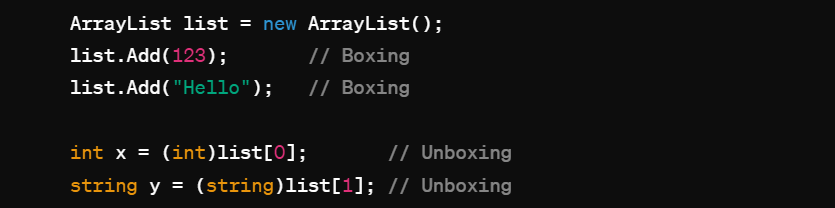 ArrayList list = new ArrayList();
list.Add(123);       // Boxing
list.Add("Hello");   // Boxing

int x = (int)list[0];       // Unboxing
string y = (string)list[1]; // Unboxing